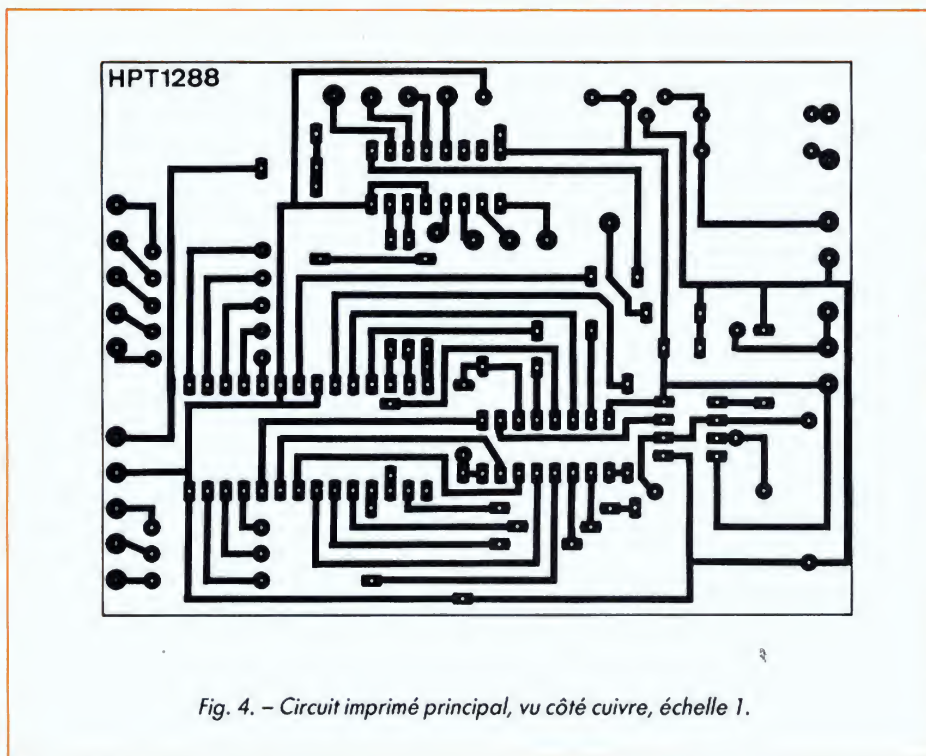 HPT1288
Fig. 4. – Circuit imprimé principal, vu côté cuivre, échelle 1.